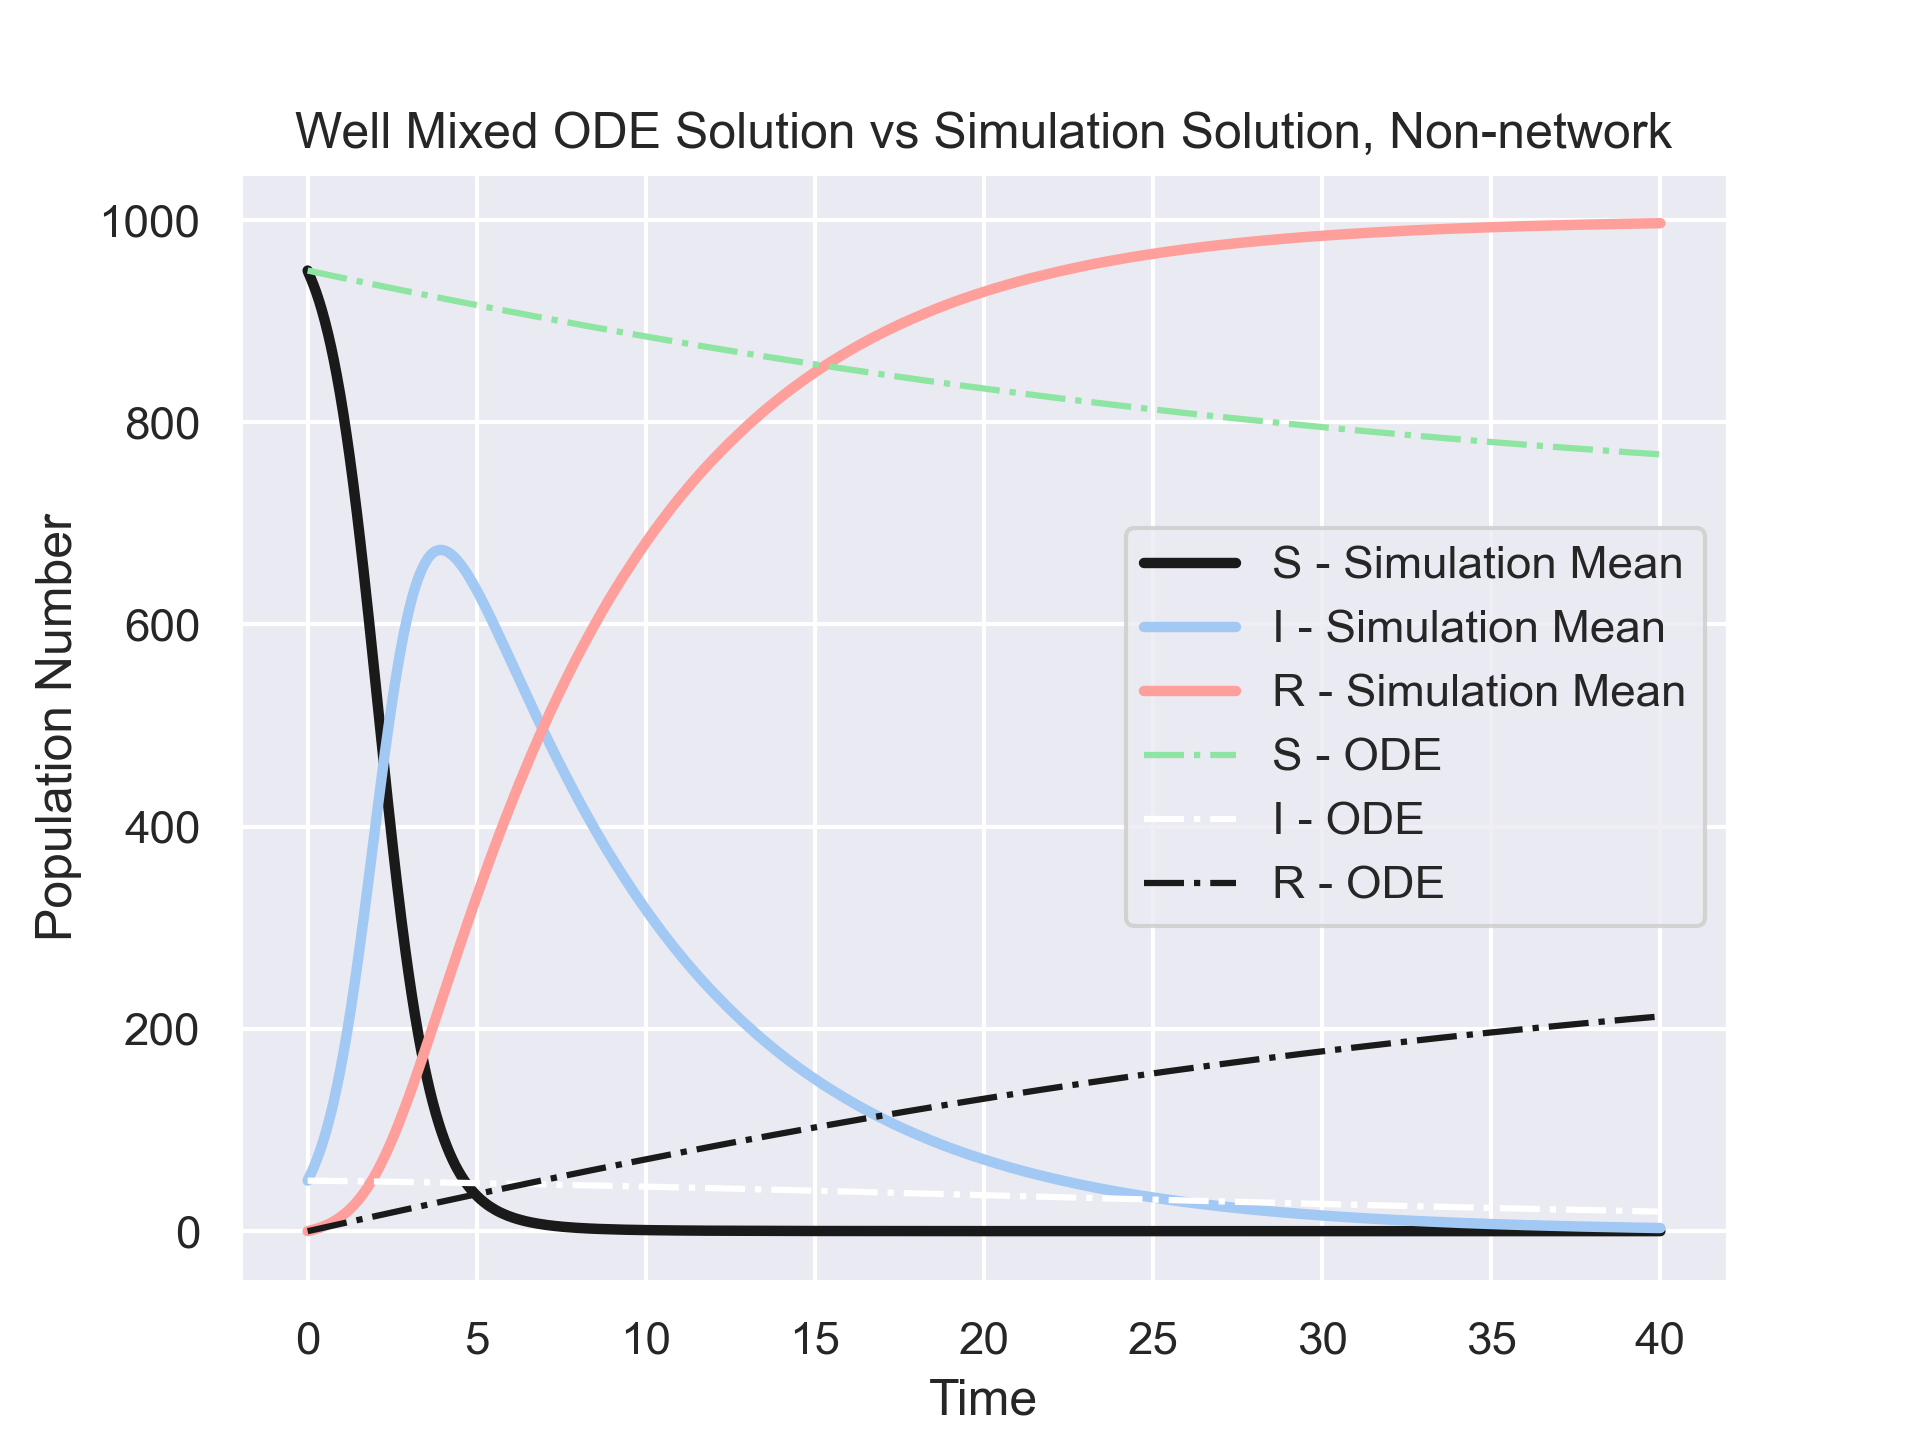 Well Mixed ODE Solution vs Simulation Solution, Non-network
1000
800
600
400
200
0
Population Number
S - Simulation Mean
I - Simulation Mean
R - Simulation Mean
S - ODE
I - ODE
R - ODE
0 5 10 15 20 25 30 35 40
Time